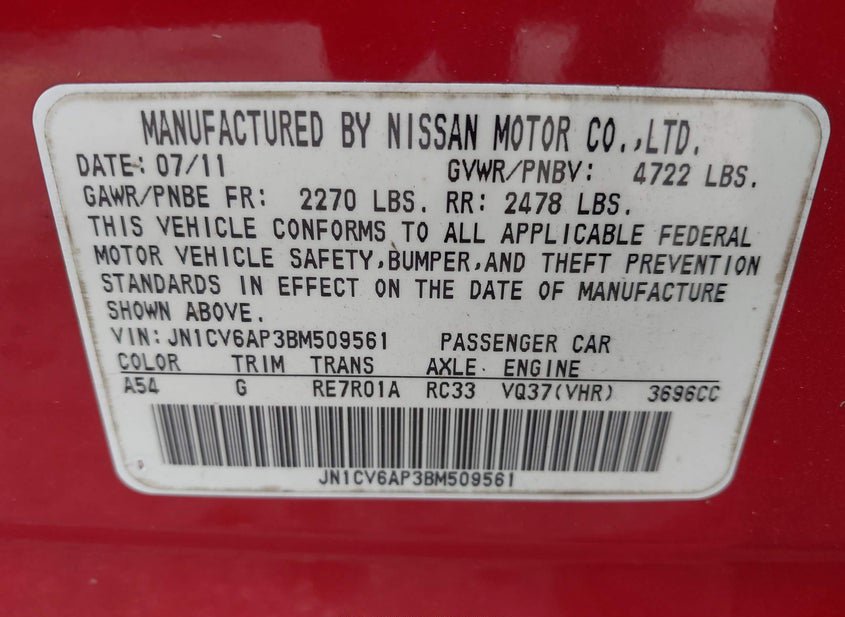 MANUFACTURED BY NISSAN MOTOR CO.,LTD.
DATE: 07/11 GVWR/PNBV: 4722 LBS.
GAWR/PNBE FR: 2270 LBS. RR: 2478 LBS.
THIS VEHICLE CONFORMS TO ALL APPLICABLE FEDERAL
MOTOR VEHICLE SAFETY,BUMPER,AND THEFT PREVENTION
STANDARDS IN EFFECT ON THE DATE OF MANUFACTURE
SHOWN ABOVE.
VIN: JN1CV6AP3BM509561 PASSENGER CAR
COLOR TRIM TRANS AXLE ENGINE
A54 G RE7R01A RC33 VQ37(VHR) 3696CC
JN1CV6AP3BM509561